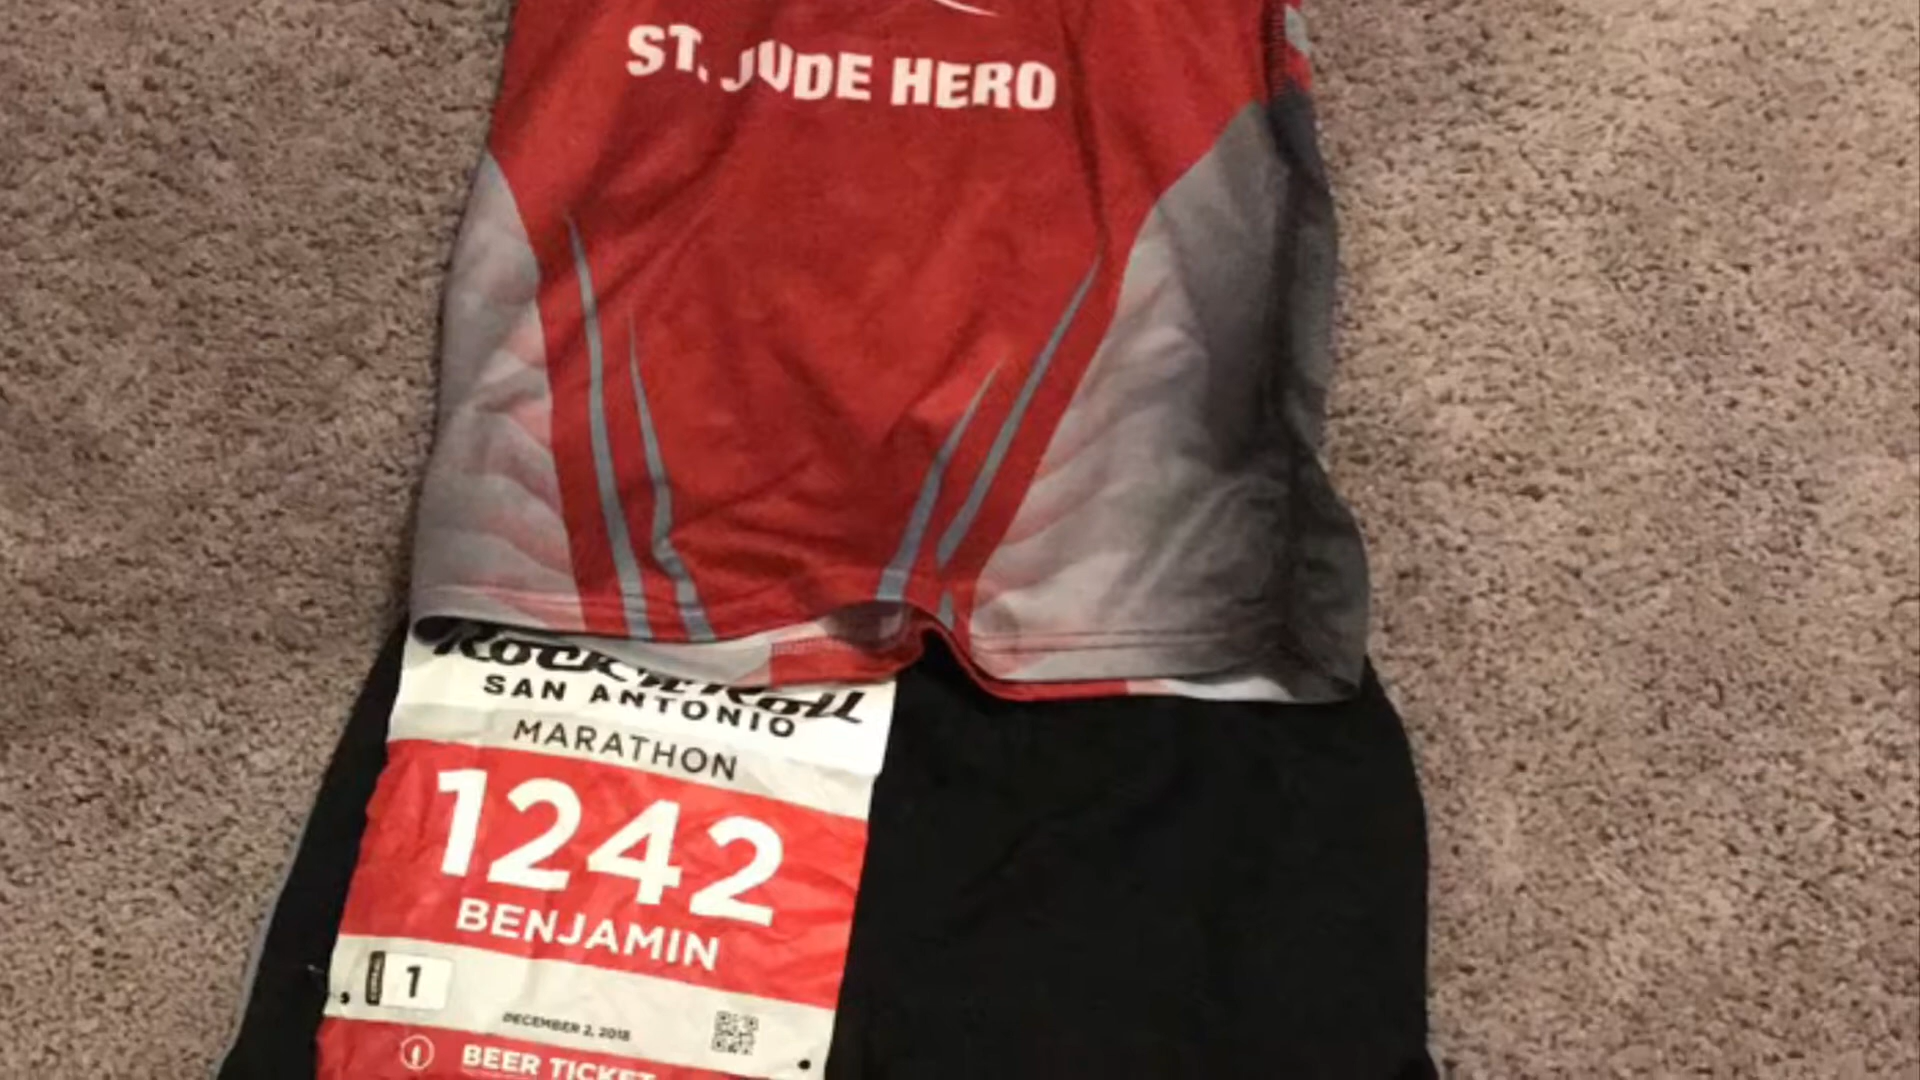 ST. JUDE HERO
Rock 'n' Roll
SAN ANTONIO
MARATHON
1242
BENJAMIN
1
DECEMBER 2, 2018
BEER TICKET